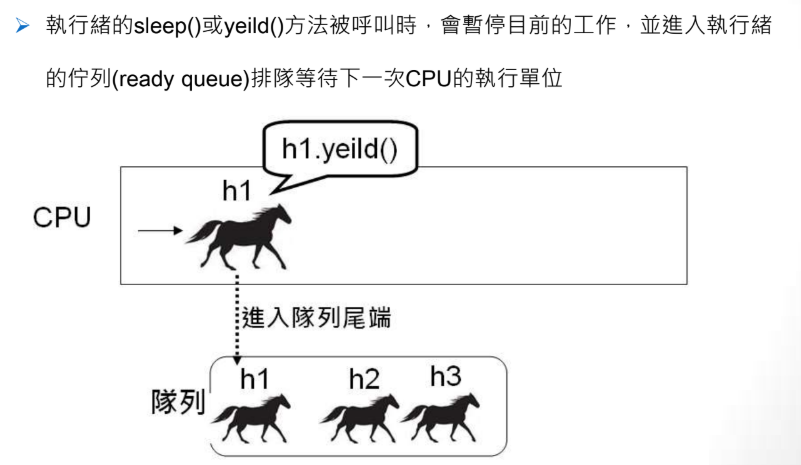 執行緒的sleep()或yeild()方法被呼叫時，會暫停目前的工作，並進入執行緒
的佇列(ready queue)排隊等待下一次CPU的執行單位
h1.yeild()
h1
CPU
進入隊列尾端
h1 h2 h3
隊列